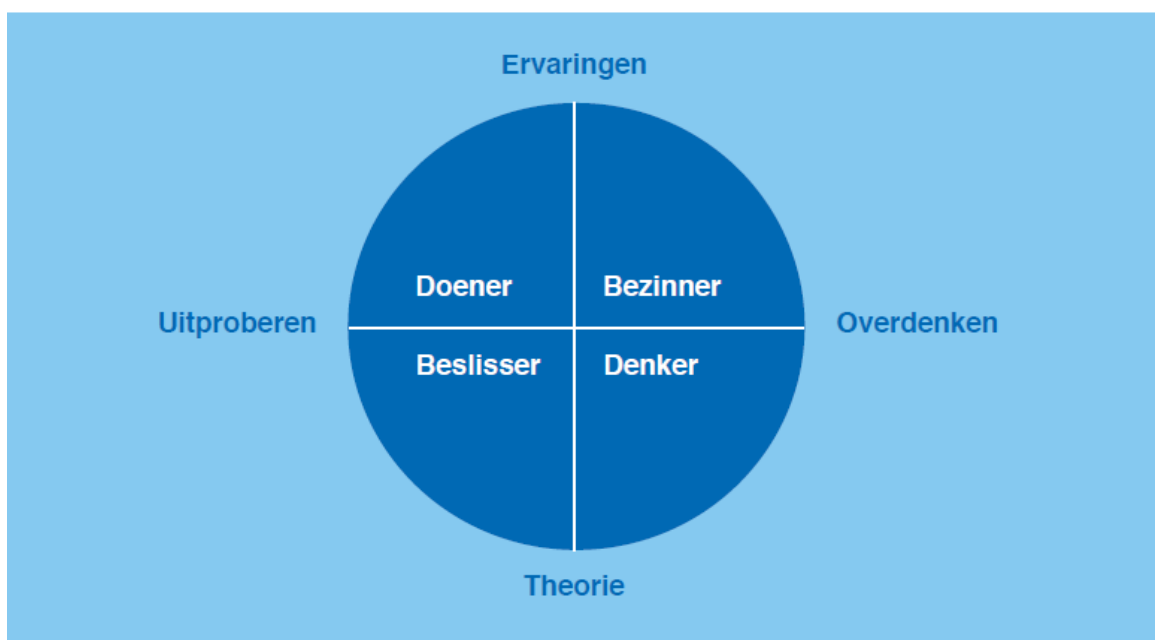 Ervaringen
Doener
Bezinner
Uitproberen
Overdenken
Beslisser
Denker
Theorie